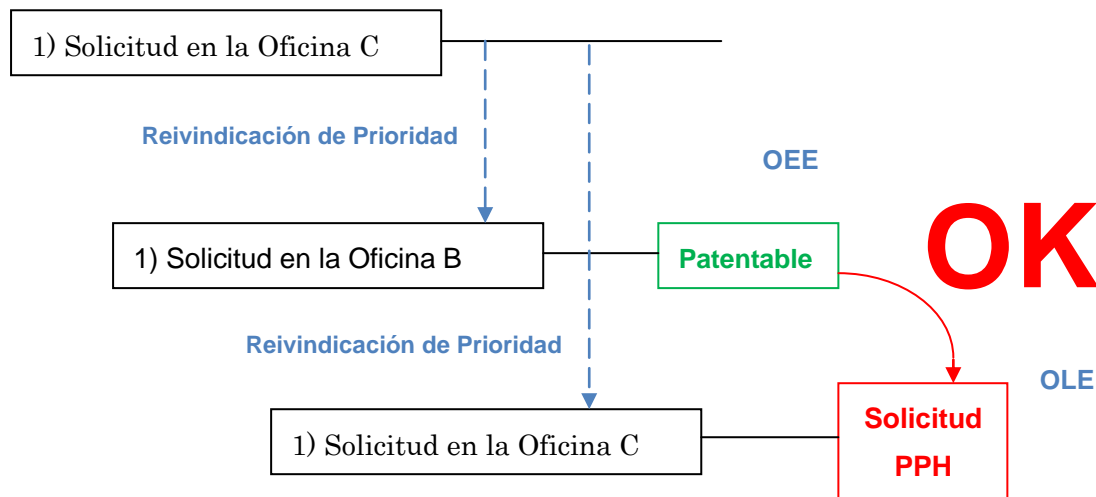 1) Solicitud en la Oficina C
Reivindicación de Prioridad
OEE
OK
1) Solicitud en la Oficina B
Patentable
Reivindicación de Prioridad
OLE
1) Solicitud en la Oficina C
Solicitud
PPH